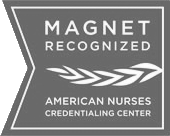 MAGNET
RECOGNIZED
AMERICAN NURSES
CREDENTIALING CENTER